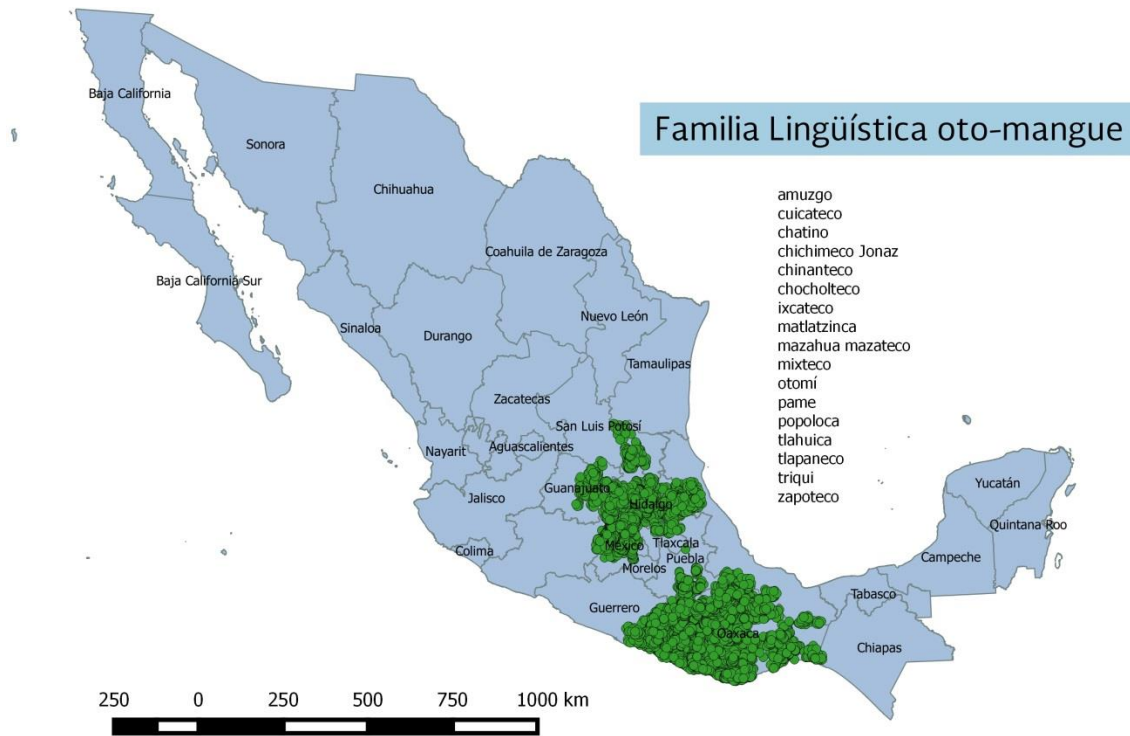 Baja California
Sonora
Chihuahua
Coahuila de Zaragoza
Baja California Sur
Sinaloa
Durango
Nuevo León
Tamaulipas
Zacatecas
San Luis Potosí
Nayarit
Aguascalientes
Guanajuato
Jalisco
Hidalgo
Colima
México
Tlaxcala
Puebla
Morelos
Guerrero
Oaxaca
Yucatán
Quintana Roo
Campeche
Tabasco
Chiapas
Familia Lingüística oto-mangue
amuzgo
cuicateco
chatino
chichimeco Jonaz
chinanteco
chocholteco
ixcateco
matlatzinca
mazahua mazateco
mixteco
otomí
pame
popoloca
tlahuica
tlapaneco
triqui
zapoteco
250 0 250 500 750 1000 km